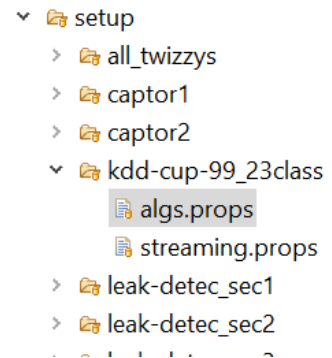 setup
all_twizzys
captor1
captor2
kdd-cup-99_23class
algs.props
streaming.props
leak-detec_sec1
leak-detec_sec2